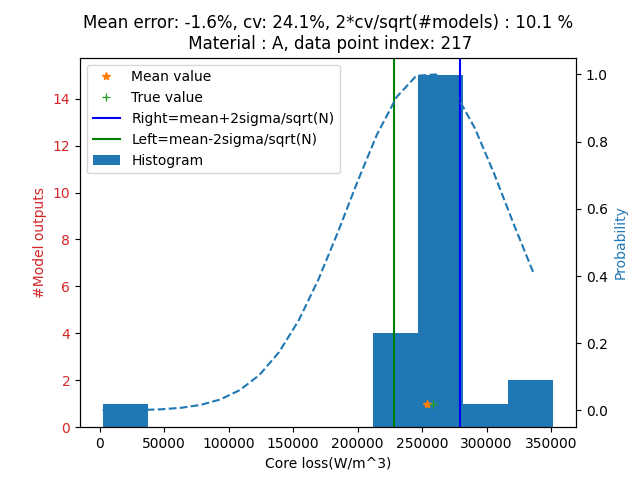 Mean error: -1.6%, cv: 24.1%, 2*cv/sqrt(#models) : 10.1 %
Material : A, data point index: 217
Mean value
True value
Right=mean+2sigma/sqrt(N)
Left=mean-2sigma/sqrt(N)
Histogram
#Model outputs
14
12
10
8
6
4
2
0
1.0
0.8
0.6
0.4
0.2
0.0
Probability
0 50000 100000 150000 200000 250000 300000 350000
Core loss(W/m^3)